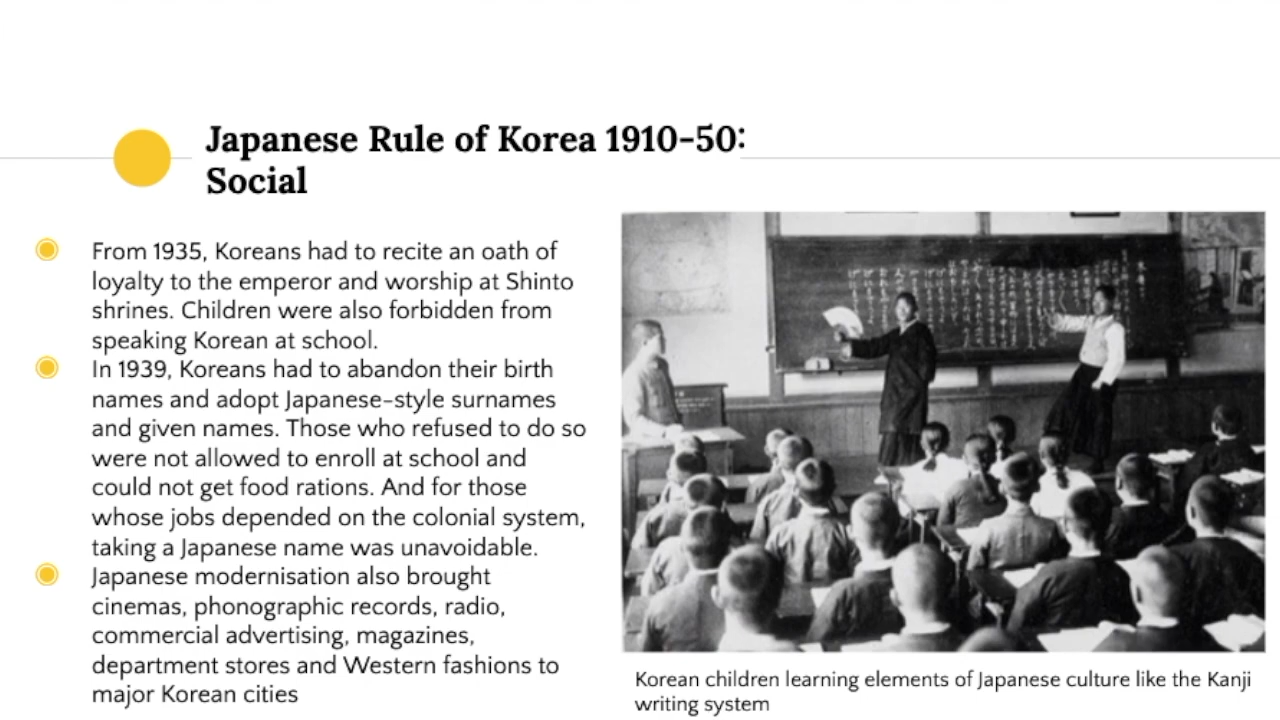 Japanese Rule of Korea 1910-50:
Social
From 1935, Koreans had to recite an oath of
loyalty to the emperor and worship at Shinto
shrines. Children were also forbidden from
speaking Korean at school.
In 1939, Koreans had to abandon their birth
names and adopt Japanese-style surnames
and given names. Those who refused to do so
were not allowed to enroll at school and
could not get food rations. And for those
whose jobs depended on the colonial system,
taking a Japanese name was unavoidable.
Japanese modernisation also brought
cinemas, phonographic records, radio,
commercial advertising, magazines,
department stores and Western fashions to
major Korean cities
Korean children learning elements of Japanese culture like the Kanji
writing system